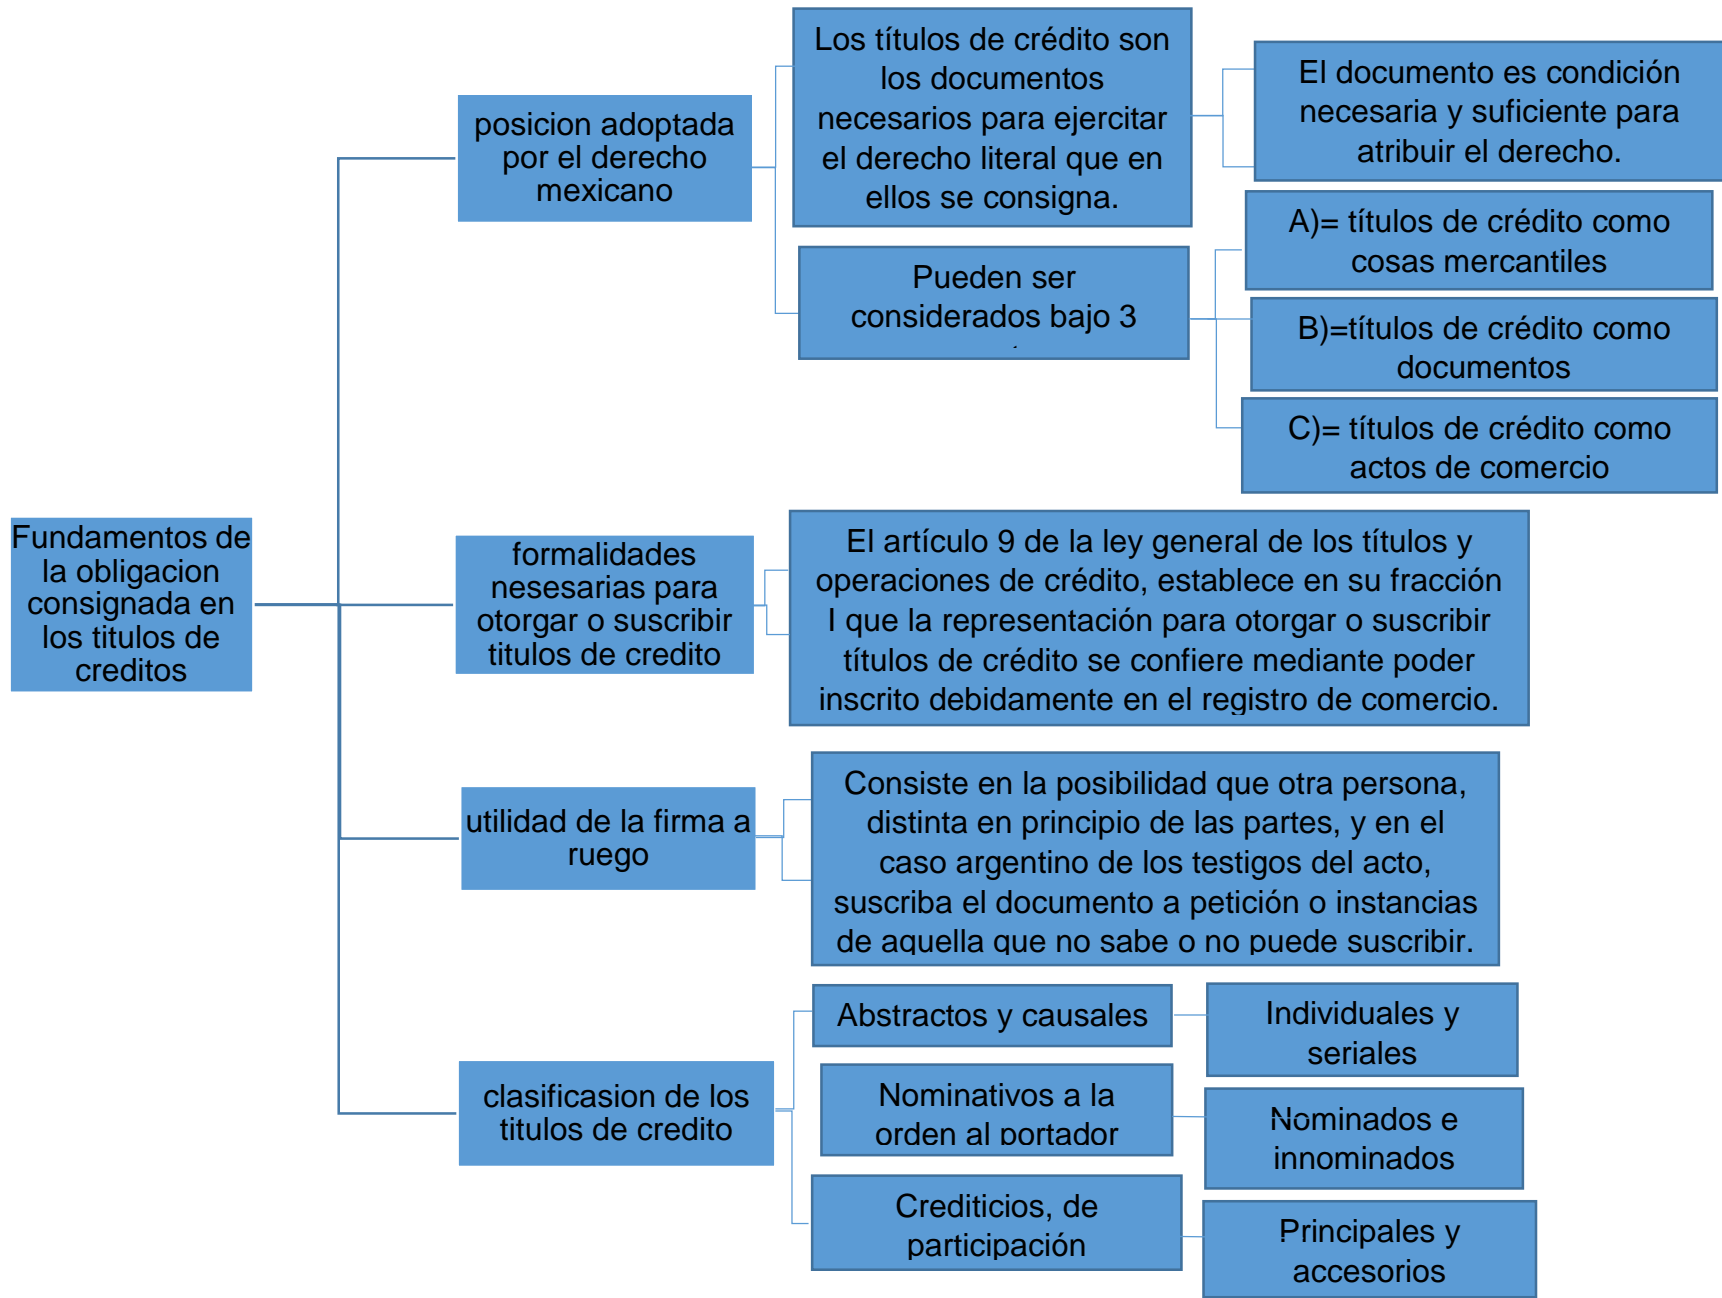 Fundamentos de
la obligacion
consignada en
los titulos de
creditos
posicion adoptada
por el derecho
mexicano
Los títulos de crédito son
los documentos
necesarios para ejercitar
el derecho literal que en
ellos se consigna.
El documento es condición
necesaria y suficiente para
atribuir el derecho.
Pueden ser
considerados bajo 3
A)= títulos de crédito como
cosas mercantiles
B)=títulos de crédito como
documentos
C)= títulos de crédito como
actos de comercio
formalidades
nesesarias para
otorgar o suscribir
titulos de credito
El artículo 9 de la ley general de los títulos y
operaciones de crédito, establece en su fracción
I que la representación para otorgar o suscribir
títulos de crédito se confiere mediante poder
inscrito debidamente en el registro de comercio.
utilidad de la firma a
ruego
Consiste en la posibilidad que otra persona,
distinta en principio de las partes, y en el
caso argentino de los testigos del acto,
suscriba el documento a petición o instancias
de aquella que no sabe o no puede suscribir.
clasificasion de los
titulos de credito
Abstractos y causales
Individuales y
seriales
Nominativos a la
orden al portador
Nominados e
innominados
Crediticios, de
participación
Principales y
accesorios